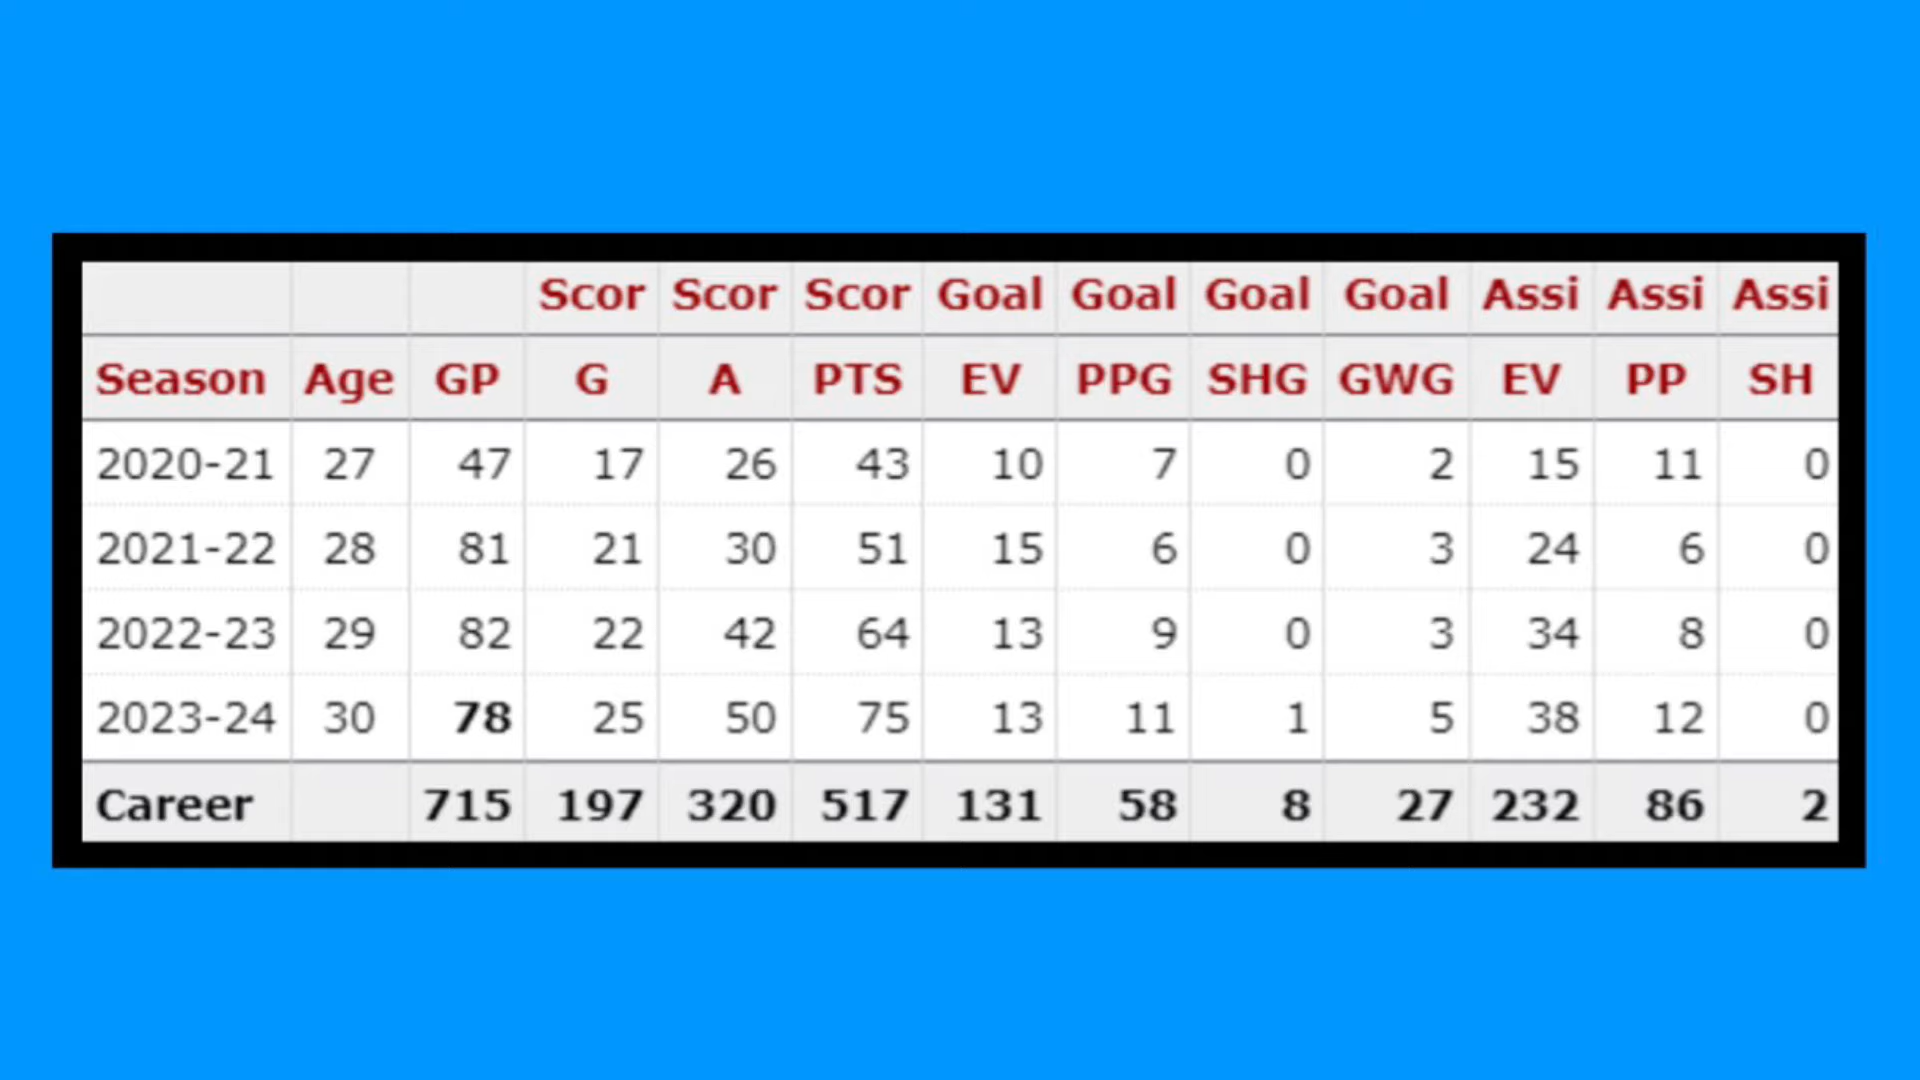 Scor Scor Scor Goal Goal Goal Goal Assi Assi Assi
Season Age GP G A PTS EV PPG SHG GWG EV PP SH
2020-21 27 47 17 26 43 10 7 0 2 15 11 0
2021-22 28 81 21 30 51 15 6 0 3 24 6 0
2022-23 29 82 22 42 64 13 9 0 3 34 8 0
2023-24 30 78 25 50 75 13 11 1 5 38 12 0
Career 715 197 320 517 131 58 8 27 232 86 2